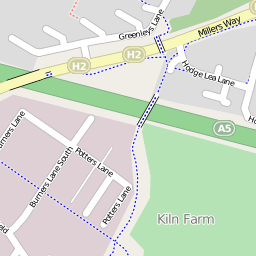 Greenleys Lane
Millers Way
H2
H2
Hodge Lea Lane
A5
Burners Lane
Burners Lane South
Potters Lane
Potters Lane
Kiln Farm